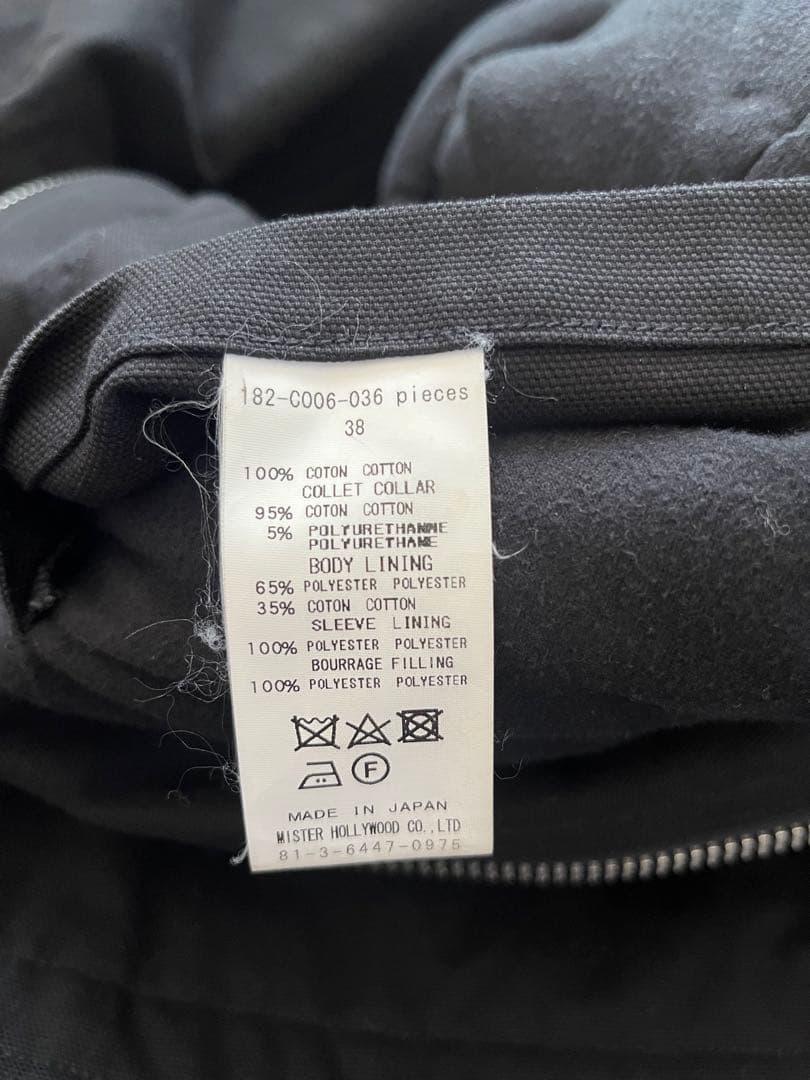 182-C006-036 pieces
38
100% COTON COTTON
COLLET COLLAR
95% COTON COTTON
5% POLYURETHANNE
POLYURETHANE
BODY LINING
65% POLYESTER POLYESTER
35% COTON COTTON
SLEEVE LINING
100% POLYESTER POLYESTER
BOURRAGE FILLING
100% POLYESTER POLYESTER
F
MADE IN JAPAN
MISTER HOLLYWOOD CO.,LTD
81-3-6447-0975